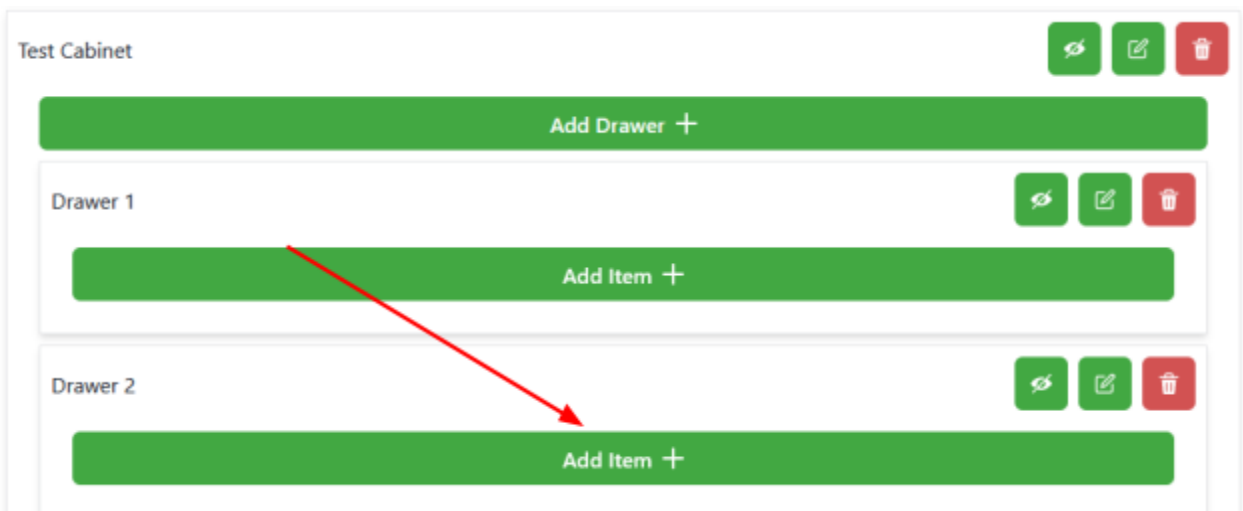 Test Cabinet
Add Drawer +
Drawer 1
Add Item +
Drawer 2
Add Item +